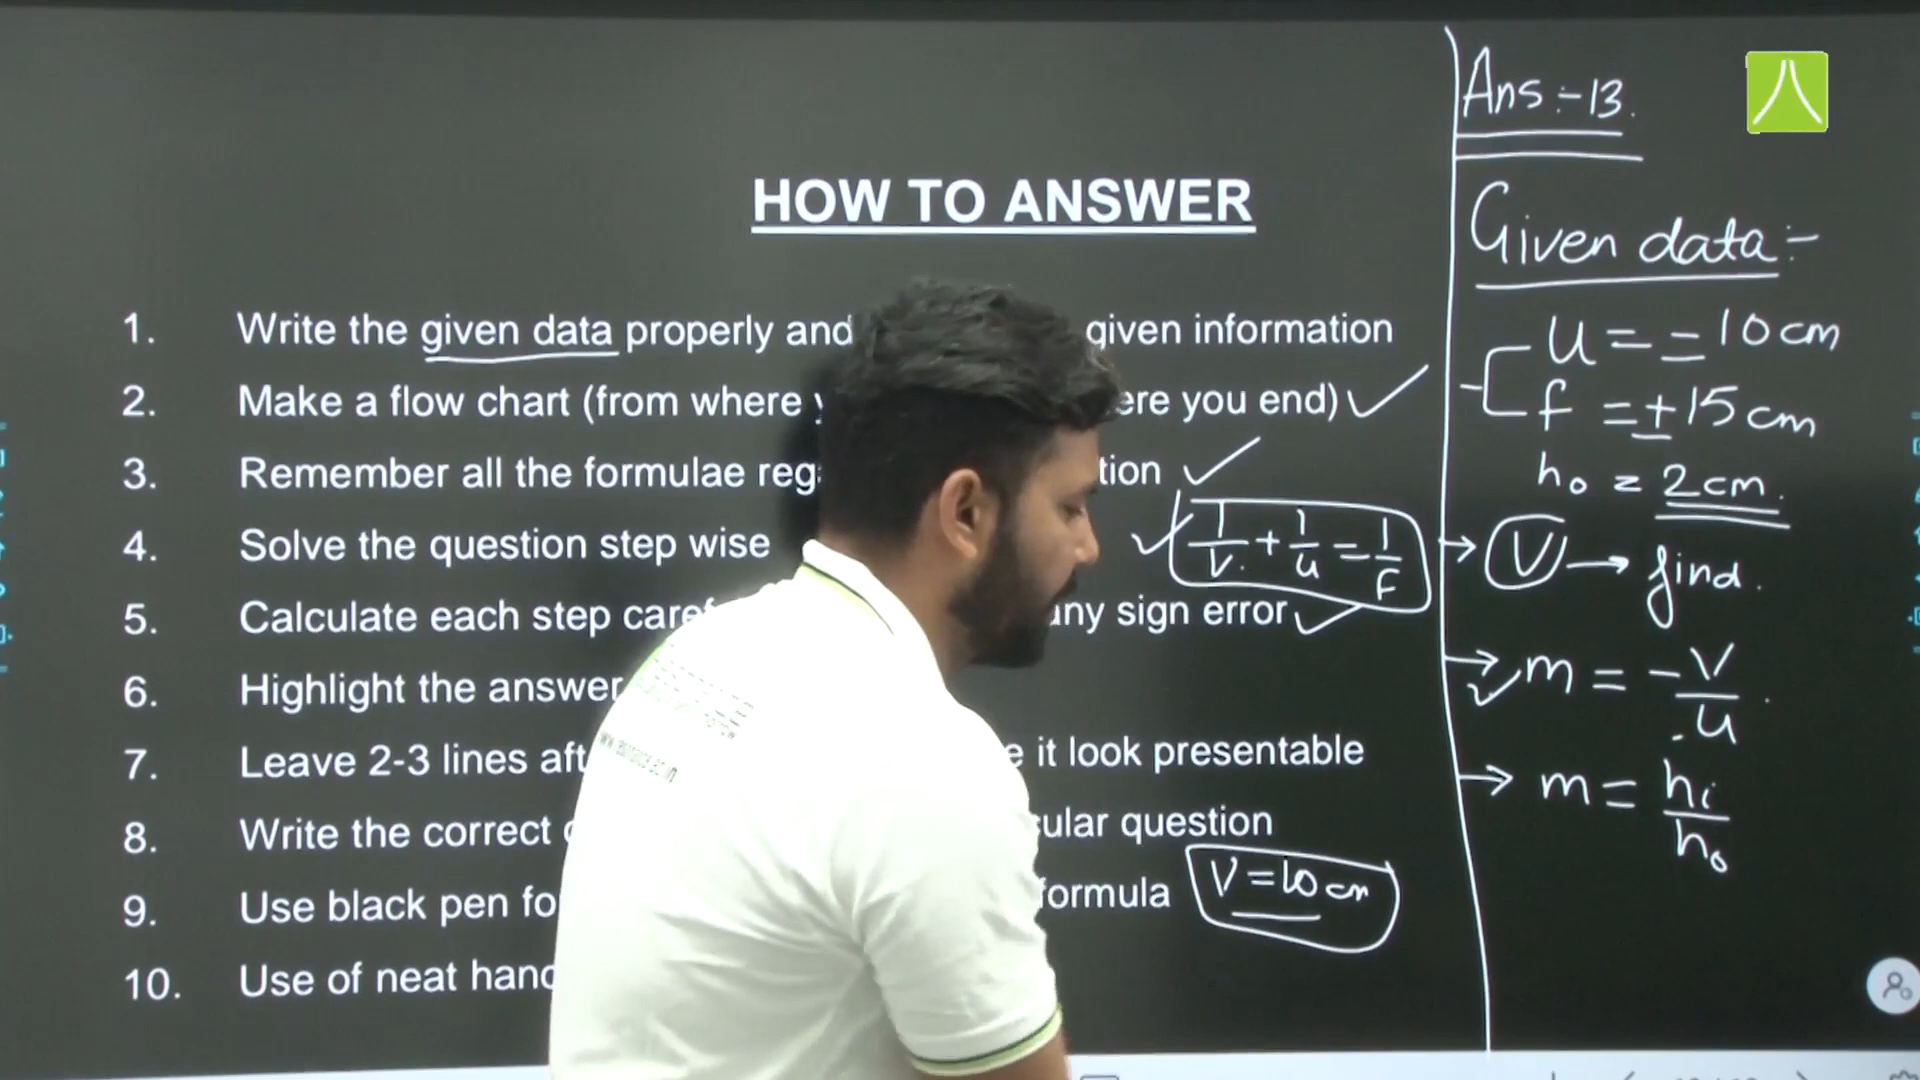 HOW TO ANSWER
1. Write the given data properly and given information
2. Make a flow chart (from where ere you end)
3. Remember all the formulae reg tion
4. Solve the question step wise
5. Calculate each step care any sign error
6. Highlight the answer
7. Leave 2-3 lines aft e it look presentable
8. Write the correct cular question
9. Use black pen fo formula
10. Use of neat hand
1/v + 1/u = 1/f
V = 10 cm
Ans :- 13.
Given data :-
u = - 10 cm
f = + 15 cm
ho = 2 cm.
→ V → find.
→ m = - V/u
→ m = hi/ho